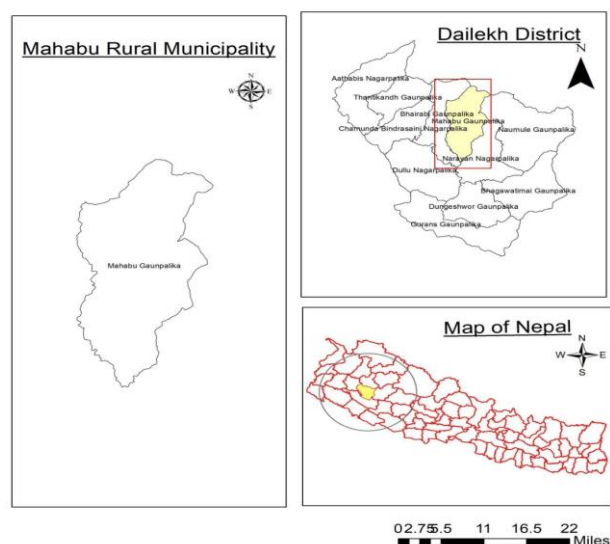 Mahabu Rural Municipality
N
W E
S
Mahabu Gaunpalika
Dailekh District
N
Aathabis Nagarpalika
Thantikandh Gaunpalika
Bhairabi Gaunpalika
Mahabu Gaunpalika
Chamunda Bindrasaini Nagarpalika
Naumule Gaunpalika
Narayan Nagarpalika
Dullu Nagarpalika
Bhagawatimai Gaunpalika
Dungeshwor Gaunpalika
Gurans Gaunpalika
Map of Nepal
N
W E
S
0 2.75 5.5 11 16.5 22
Miles